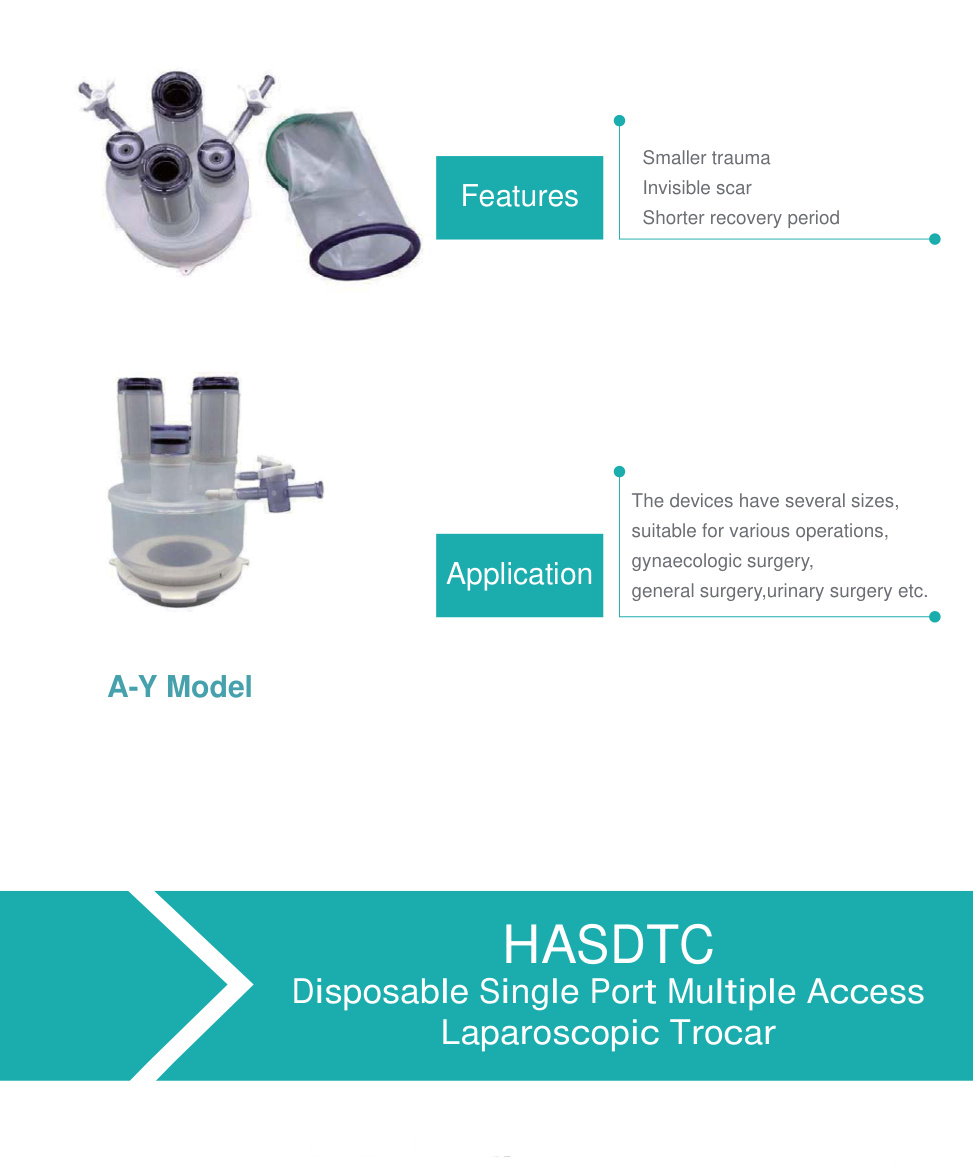 Features
Smaller trauma
Invisible scar
Shorter recovery period
Application
The devices have several sizes,
suitable for various operations,
gynaecologic surgery,
general surgery,urinary surgery etc.
A-Y Model
HASDTC
Disposable Single Port Multiple Access
Laparoscopic Trocar